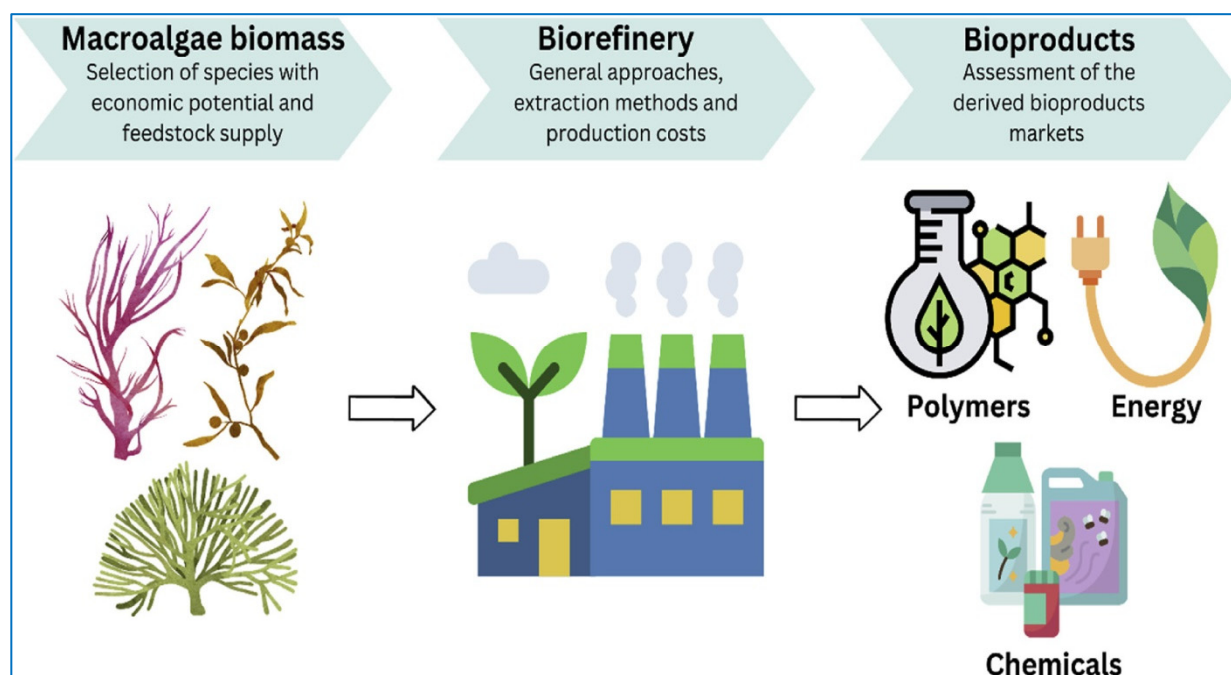 Macroalgae biomass
Selection of species with
economic potential and
feedstock supply
Biorefinery
General approaches,
extraction methods and
production costs
Bioproducts
Assessment of the
derived bioproducts
markets
Polymers
Energy
Chemicals